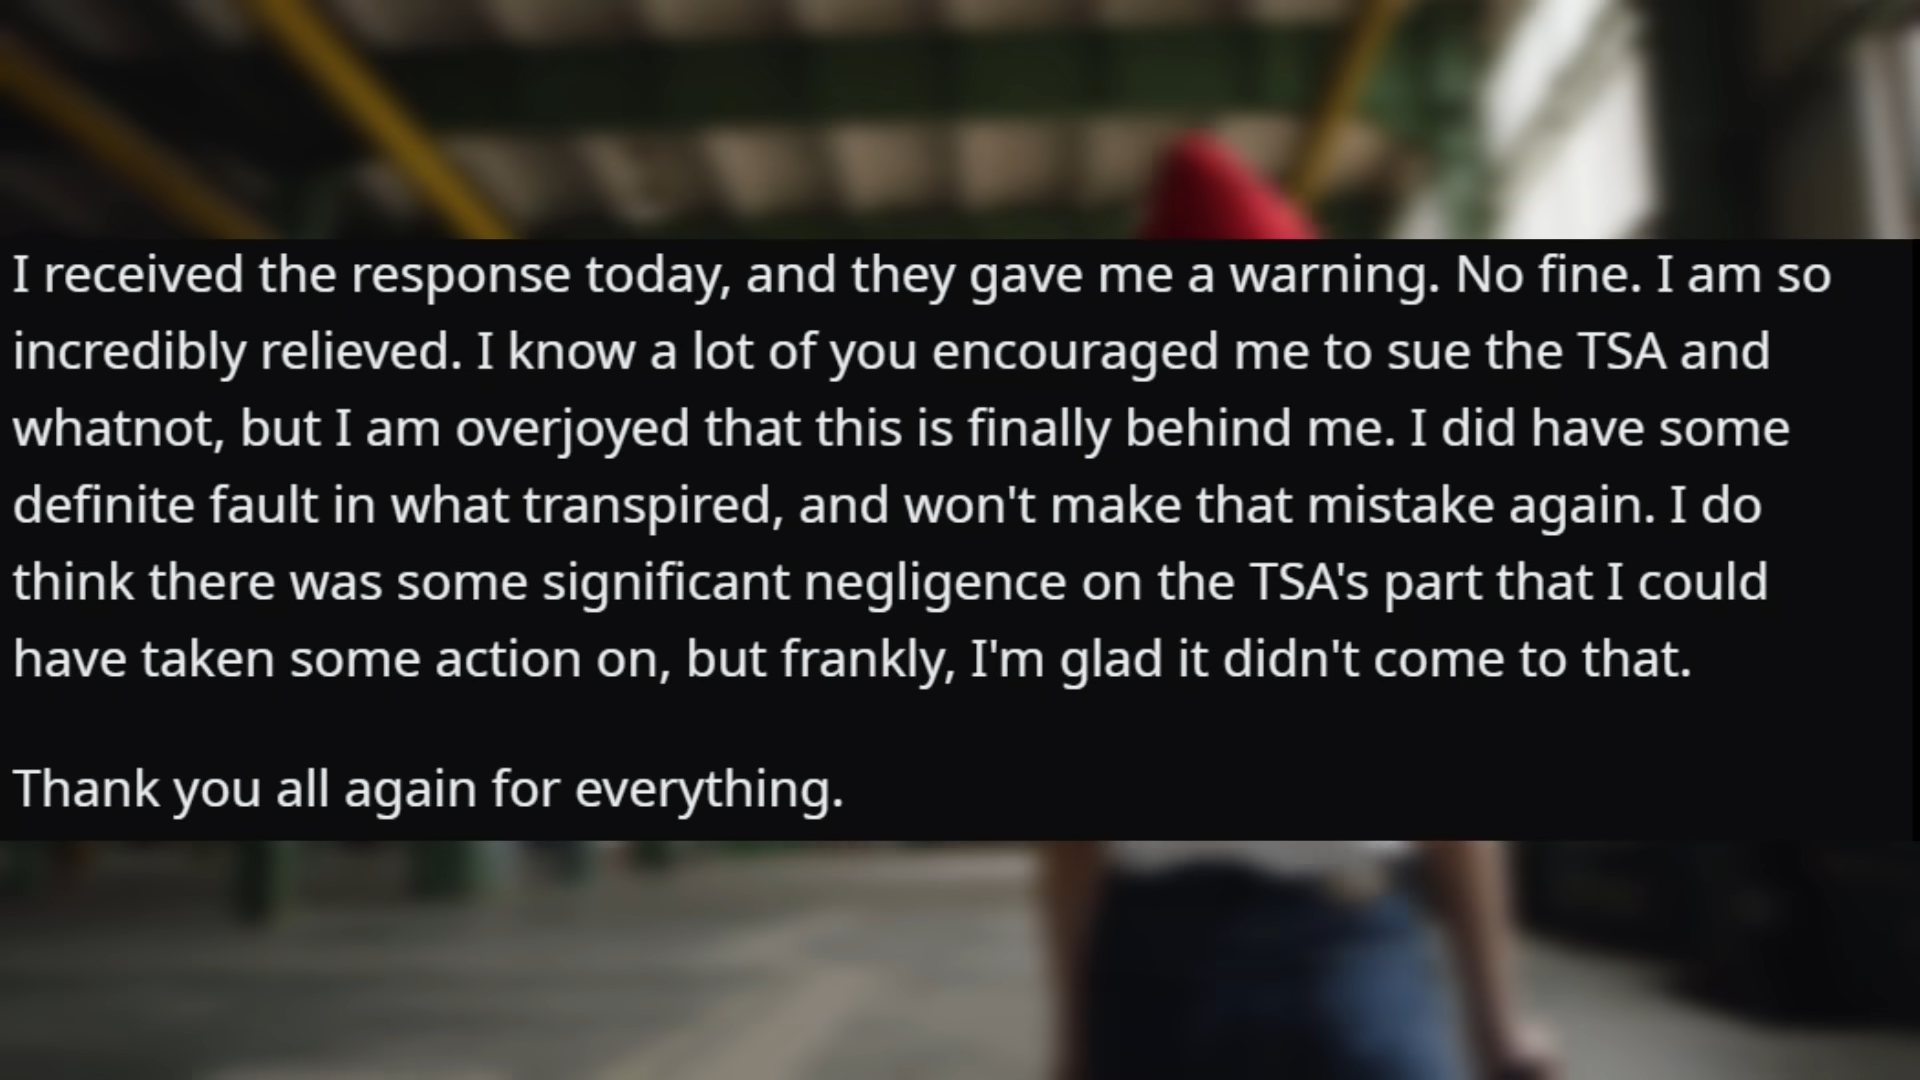 I received the response today, and they gave me a warning. No fine. I am so
incredibly relieved. I know a lot of you encouraged me to sue the TSA and
whatnot, but I am overjoyed that this is finally behind me. I did have some
definite fault in what transpired, and won't make that mistake again. I do
think there was some significant negligence on the TSA's part that I could
have taken some action on, but frankly, I'm glad it didn't come to that.
Thank you all again for everything.